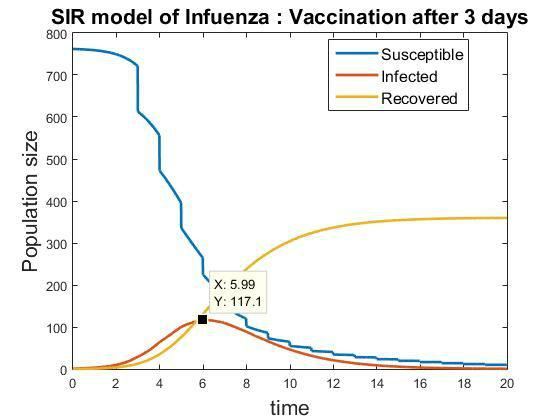 SIR model of Infuenza : Vaccination after 3 days
800
700
600
500
400
300
200
100
0
Population size
Susceptible
Infected
Recovered
X: 5.99
Y: 117.1
0 2 4 6 8 10 12 14 16 18 20
time